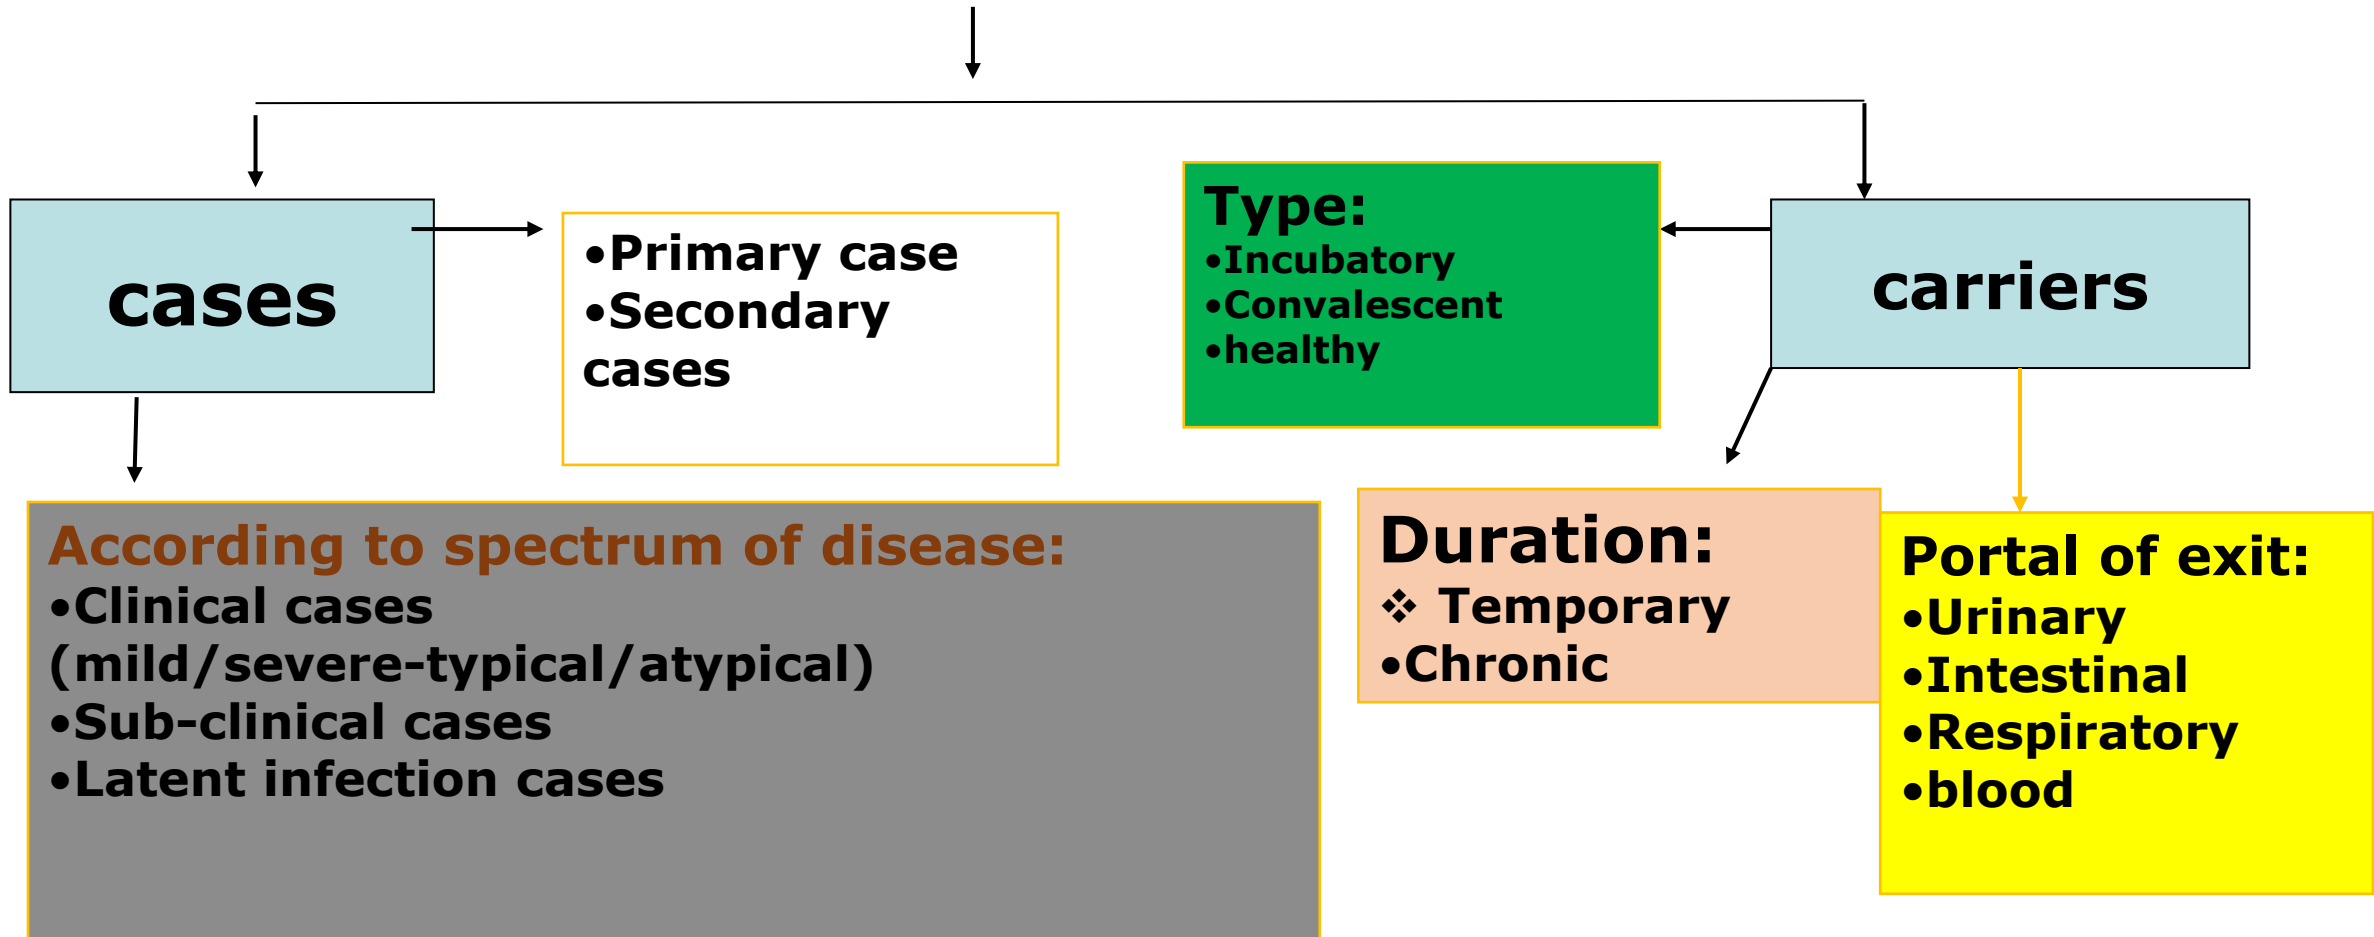 cases
•Primary case
•Secondary
cases
Type:
•Incubatory
•Convalescent
•healthy
carriers
According to spectrum of disease:
•Clinical cases
(mild/severe-typical/atypical)
•Sub-clinical cases
•Latent infection cases
Duration:
❖ Temporary
•Chronic
Portal of exit:
•Urinary
•Intestinal
•Respiratory
•blood